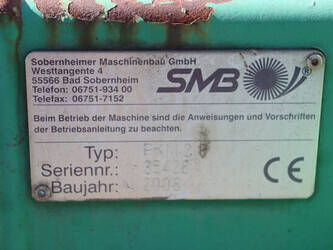 Sobernheimer Maschinenbau GmbH
Westtangente 4
55566 Bad Sobernheim
Telefon: 06751-934 00
Telefax: 06751-7152
SMB
®
Beim Betrieb der Maschine sind die Anweisungen und Vorschriften
der Betriebsanleitung zu beachten.
Typ:
Seriennr.:
Baujahr: 2008
CE